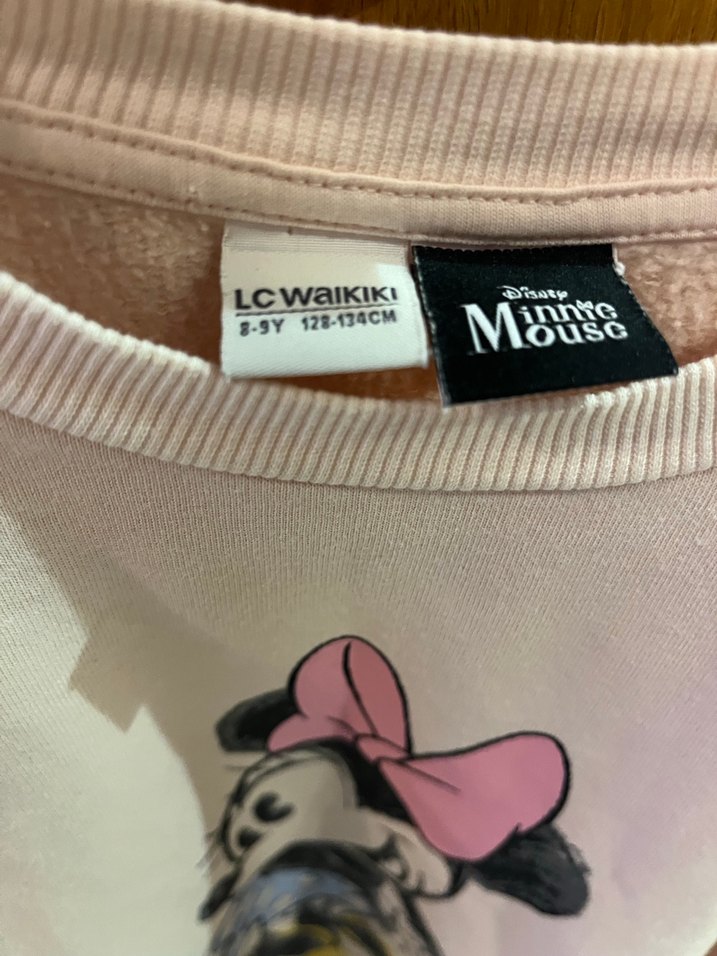 LC WAIKIKI
8-9Y 128-134CM
Disney
Minnie
Mouse